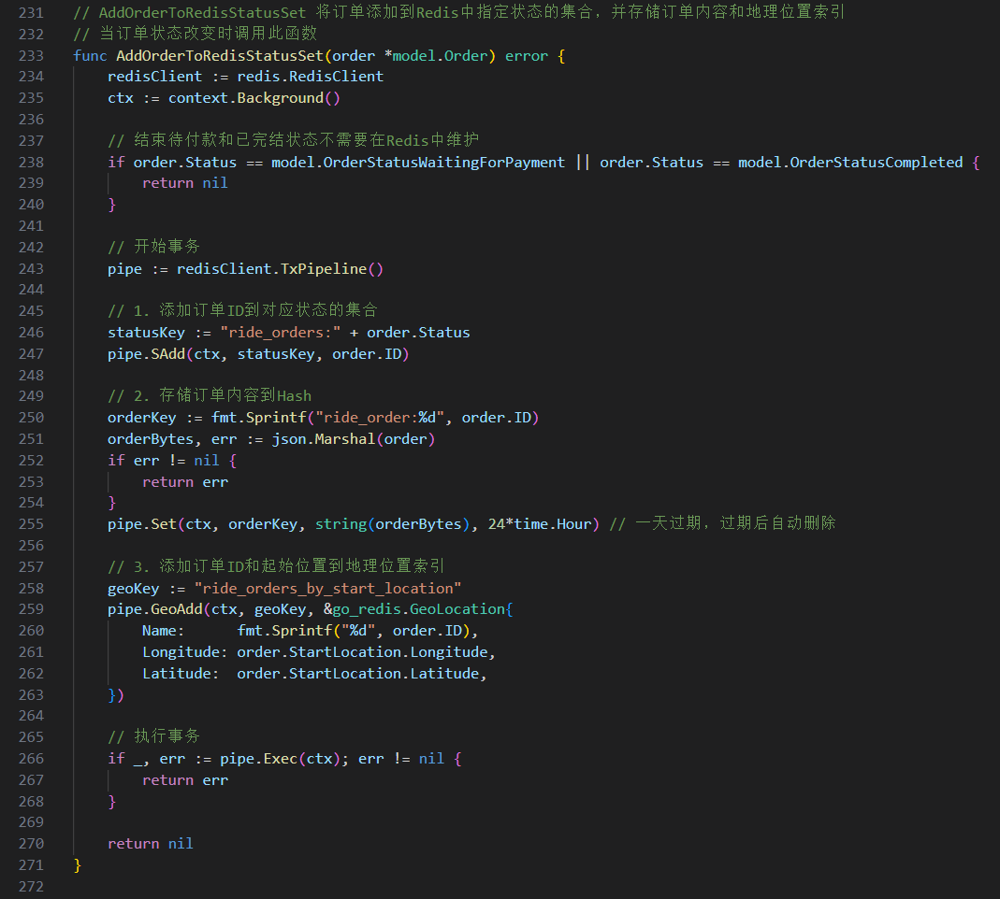 231 // AddOrderToRedisStatusSet 将订单添加到Redis中指定状态的集合，并存储订单内容和地理位置索引
232 // 当订单状态改变时调用此函数
233 func AddOrderToRedisStatusSet(order *model.Order) error {
234     redisClient := redis.RedisClient
235     ctx := context.Background()
236
237     // 结束待付款和已完结状态不需要在Redis中维护
238     if order.Status == model.OrderStatusWaitingForPayment || order.Status == model.OrderStatusCompleted {
239         return nil
240     }
241
242     // 开始事务
243     pipe := redisClient.TxPipeline()
244
245     // 1. 添加订单ID到对应状态的集合
246     statusKey := "ride_orders:" + order.Status
247     pipe.SAdd(ctx, statusKey, order.ID)
248
249     // 2. 存储订单内容到Hash
250     orderKey := fmt.Sprintf("ride_order:%d", order.ID)
251     orderBytes, err := json.Marshal(order)
252     if err != nil {
253         return err
254     }
255     pipe.Set(ctx, orderKey, string(orderBytes), 24*time.Hour) // 一天过期，过期后自动删除
256
257     // 3. 添加订单ID和起始位置到地理位置索引
258     geoKey := "ride_orders_by_start_location"
259     pipe.GeoAdd(ctx, geoKey, &go_redis.GeoLocation{
260         Name:      fmt.Sprintf("%d", order.ID),
261         Longitude: order.StartLocation.Longitude,
262         Latitude:  order.StartLocation.Latitude,
263     })
264
265     // 执行事务
266     if _, err := pipe.Exec(ctx); err != nil {
267         return err
268     }
269
270     return nil
271 }
272